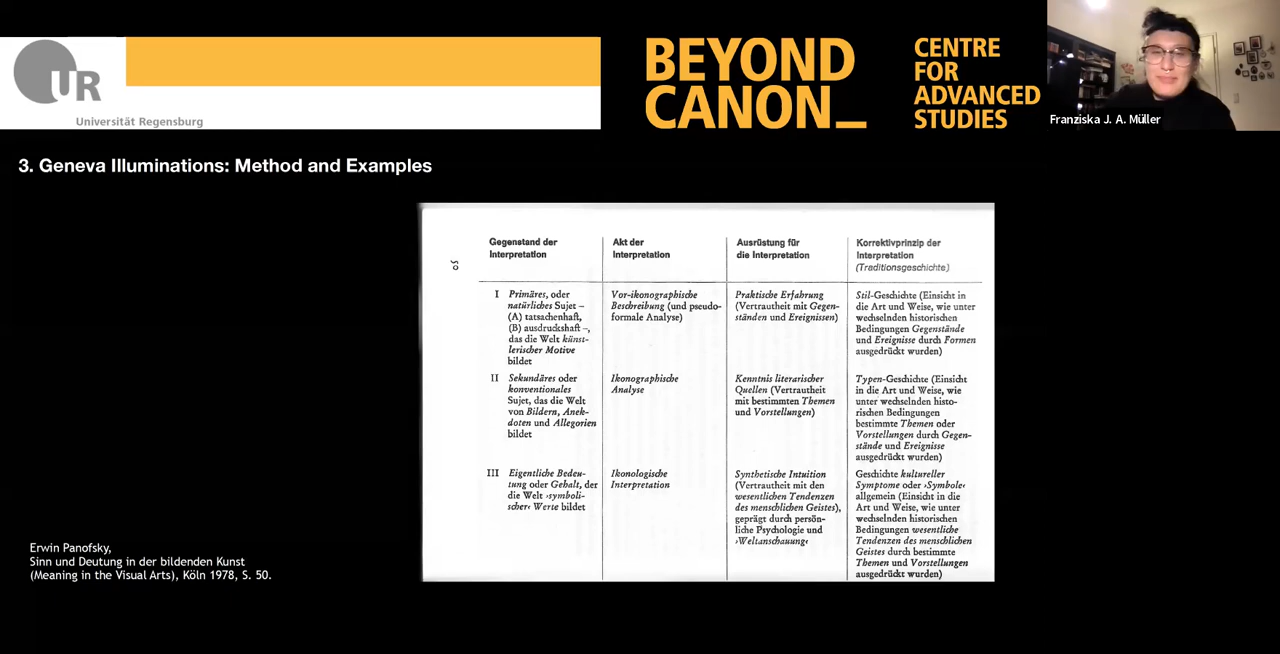 UR
Universität Regensburg
BEYOND
CANON_
CENTRE
FOR
ADVANCED
STUDIES
Franziska J. A. Müller
3. Geneva Illuminations: Method and Examples
50
Gegenstand der
Interpretation
Akt der
Interpretation
Ausrüstung für
die Interpretation
Korrektivprinzip der
Interpretation
(Traditionsgeschichte)
I Primäres, oder
natürliches Sujet –
(A) tatsachenhaft,
(B) ausdruckshaft –,
das die Welt künst-
lerischer Motive
bildet
Vor-ikonographische
Beschreibung (und pseudo-
formale Analyse)
Praktische Erfahrung
(Vertrautheit mit Gegen-
ständen und Ereignissen)
Stil-Geschichte (Einsicht in
die Art und Weise, wie unter
wechselnden historischen
Bedingungen Gegenstände
und Ereignisse durch Formen
ausgedrückt wurden)
II Sekundäres oder
konventionales
Sujet, das die Welt
von Bildern, Anek-
doten und Allegorien
bildet
Ikonographische
Analyse
Kenntnis literarischer
Quellen (Vertrautheit
mit bestimmten Themen
und Vorstellungen)
Typen-Geschichte (Einsicht
in die Art und Weise, wie
unter wechselnden histo-
rischen Bedingungen
bestimmte Themen oder
Vorstellungen durch Gegen-
stände und Ereignisse
ausgedrückt wurden)
III Eigentliche Bedeu-
tung oder Gehalt, der
die Welt ›symboli-
scher‹ Werte bildet
Ikonologische
Interpretation
Synthetische Intuition
(Vertrautheit mit den
wesentlichen Tendenzen
des menschlichen Geistes),
geprägt durch persön-
liche Psychologie und
›Weltanschauung‹
Geschichte kultureller
Symptome oder ›Symbole‹
allgemein (Einsicht in die
Art und Weise, wie unter
wechselnden historischen
Bedingungen wesentliche
Tendenzen des menschlichen
Geistes durch bestimmte
Themen und Vorstellungen
ausgedrückt wurden)
Erwin Panofsky,
Sinn und Deutung in der bildenden Kunst
(Meaning in the Visual Arts), Köln 1978, S. 50.